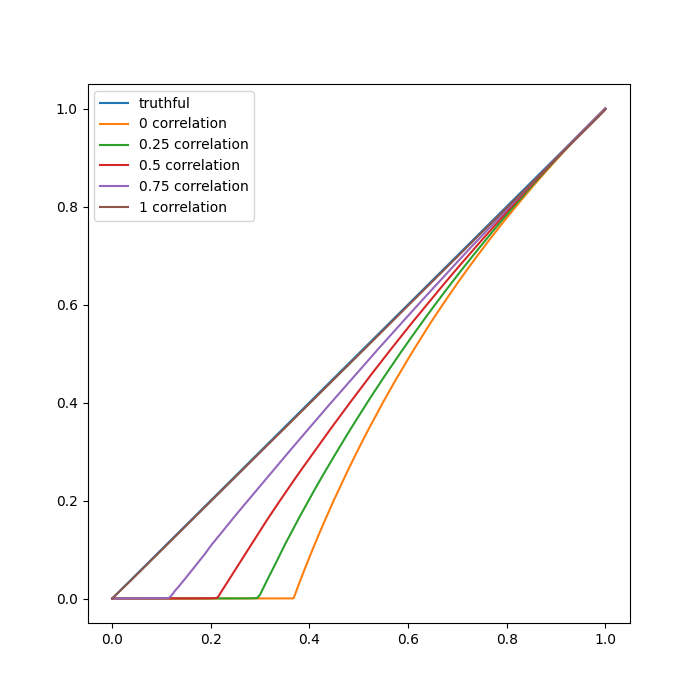 truthful
0 correlation
0.25 correlation
0.5 correlation
0.75 correlation
1 correlation
1.0
0.8
0.6
0.4
0.2
0.0
0.0 0.2 0.4 0.6 0.8 1.0